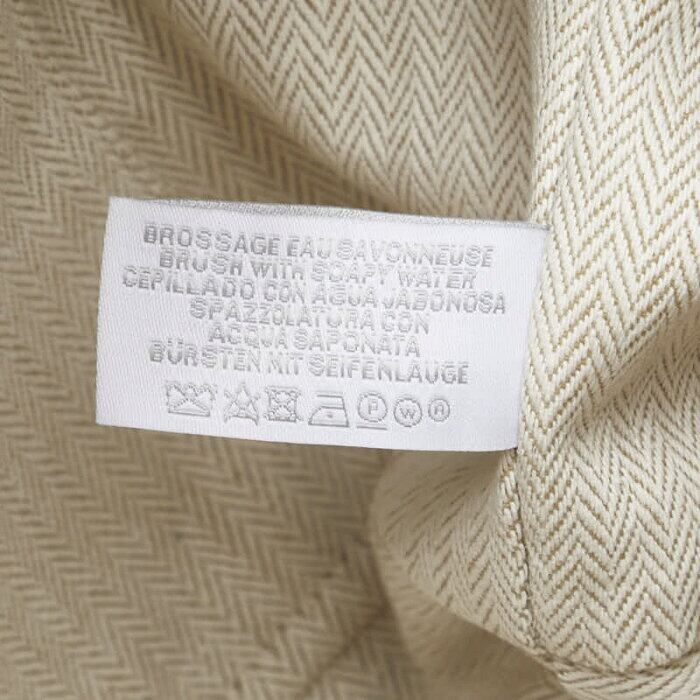 BROSSAGE EAU SAVONNEUSE
BRUSH WITH SOAPY WATER
CEPILLADO CON AGUA JABONOSA
SPAZZOLATURA CON
ACQUA SAPONATA
BÜRSTEN MIT SEIFENLAUGE
P W R